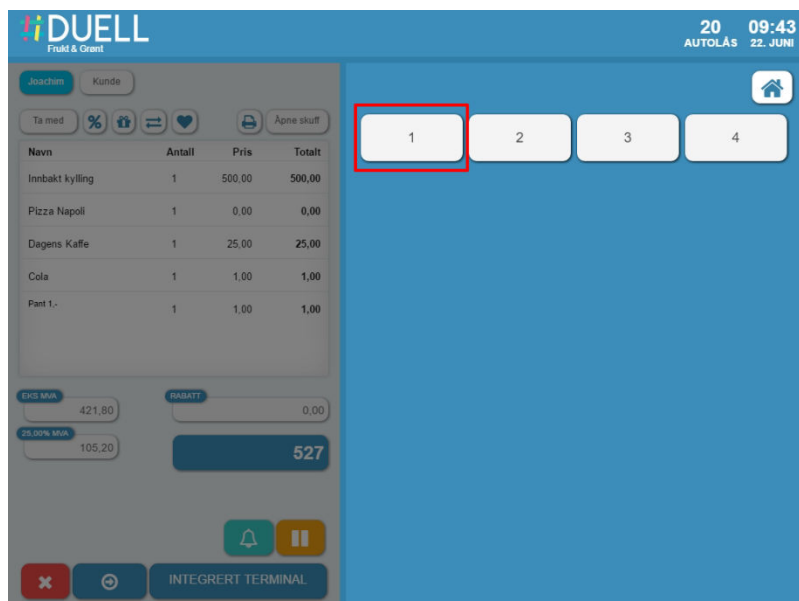 DUELL
Frukt & Grønt
20 09:43
AUTOLÅS 22. JUNI
Joachim Kunde
Ta med % Åpne skuff
Navn Antall Pris Totalt
Innbakt kylling 1 500,00 500,00
Pizza Napoli 1 0,00 0,00
Dagens Kaffe 1 25,00 25,00
Cola 1 1,00 1,00
Pant 1,- 1 1,00 1,00
EKS MVA RABATT
421,80 0,00
25,00% MVA
105,20 527
INTEGRERT TERMINAL
1 2 3 4